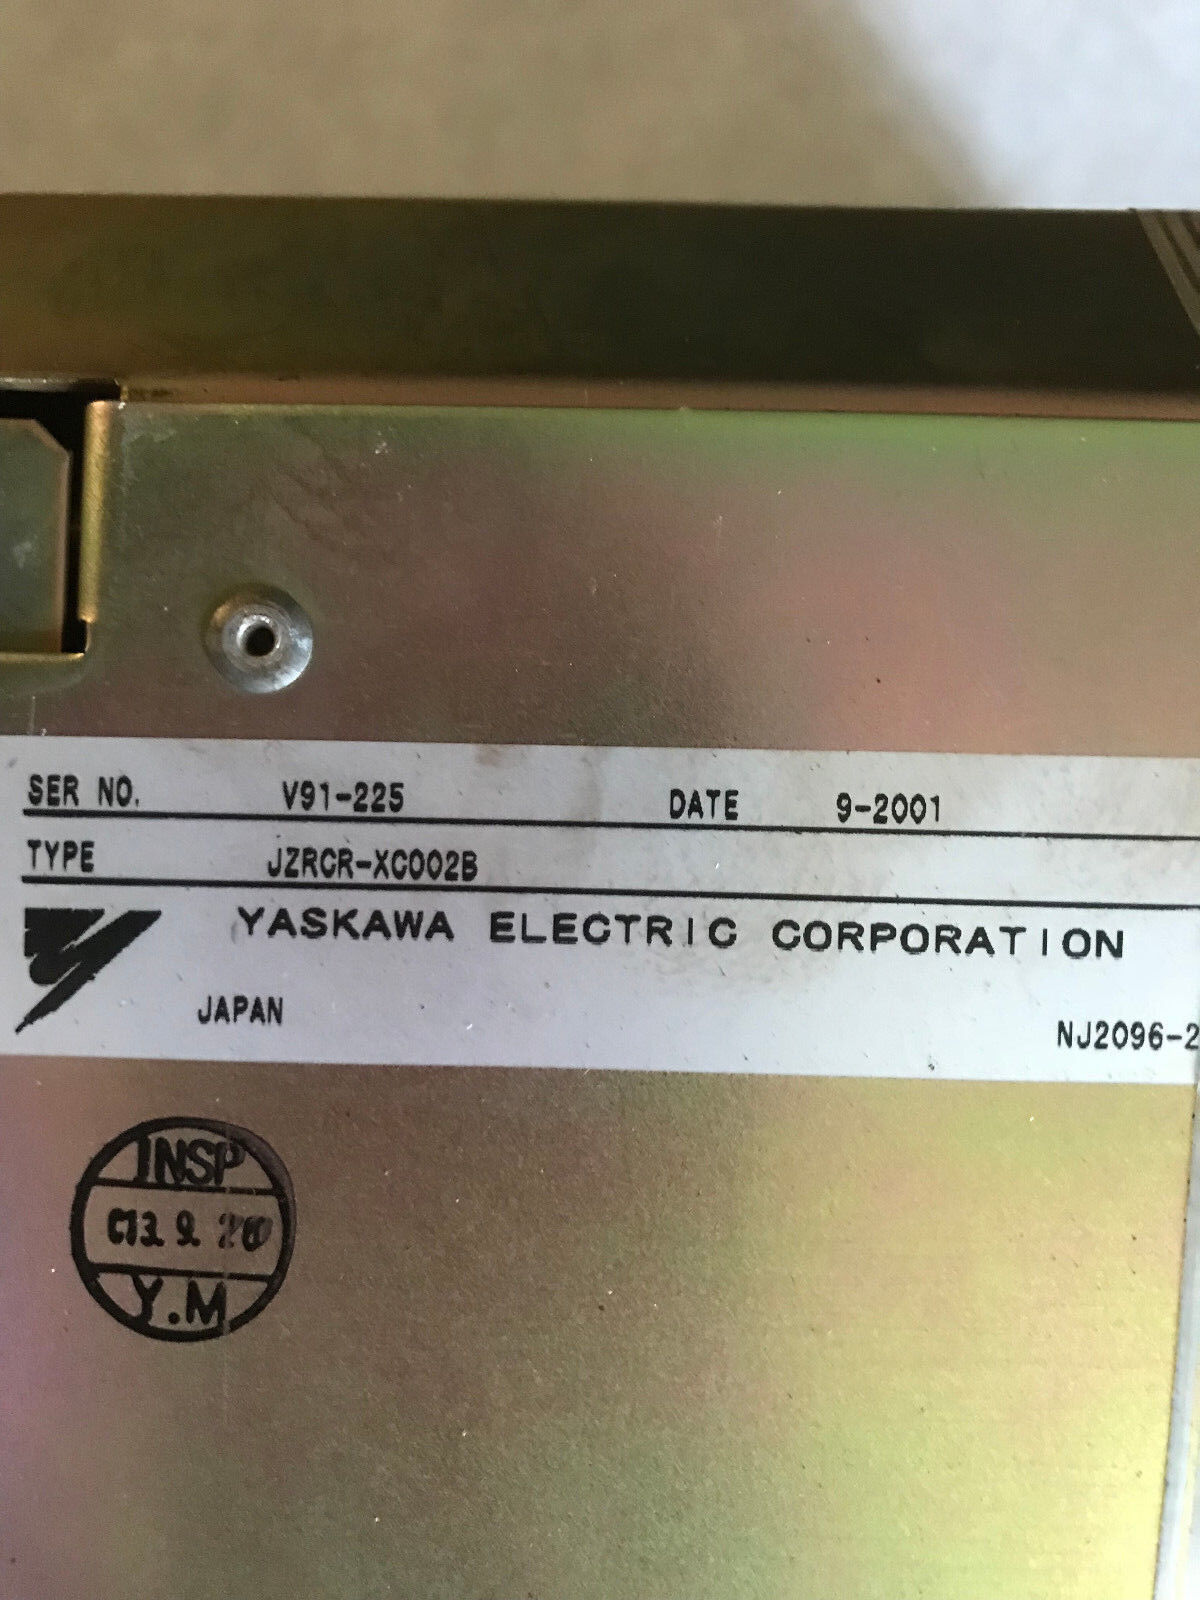 SER NO. V91-225 DATE 9-2001
TYPE JZRCR-XC002B
YASKAWA ELECTRIC CORPORATION
JAPAN
NJ2096-2
INSP
Y.M